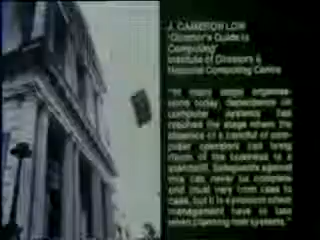 J. CAMERON LOW
'Director's Guide to
Computing'
Institute of Directors &
National Computing Centre
"In many large organisa-
tions today, dependence on
computer systems has
reached the stage where the
absence of a handful of com-
puter operators can bring
much of the business to a
standstill. Safeguards against
this can never be complete
and must vary from case to
case, but it is a problem which
management have to face
when planning their systems."